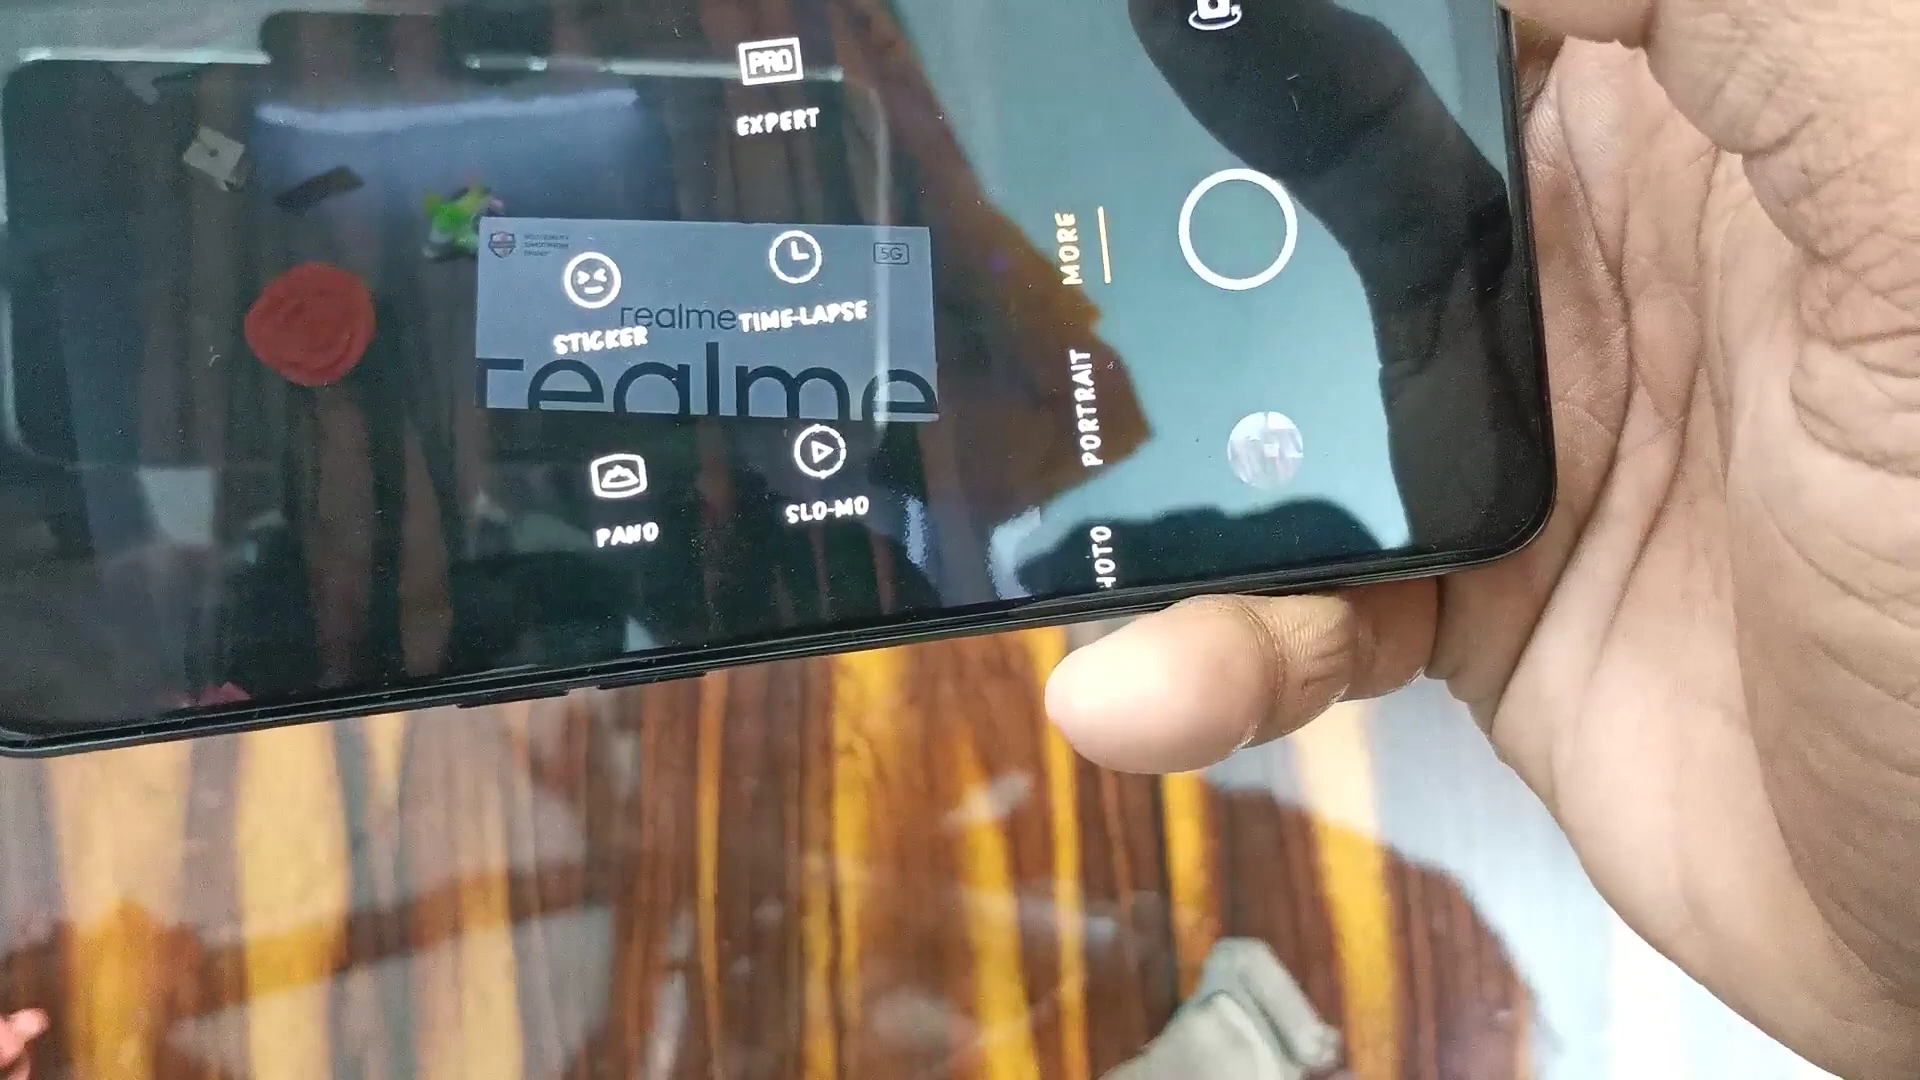 PRO
EXPERT
5G
STICKER
TIME-LAPSE
realme
realme
PANO
SLO-MO
MORE
PORTRAIT
HOTO